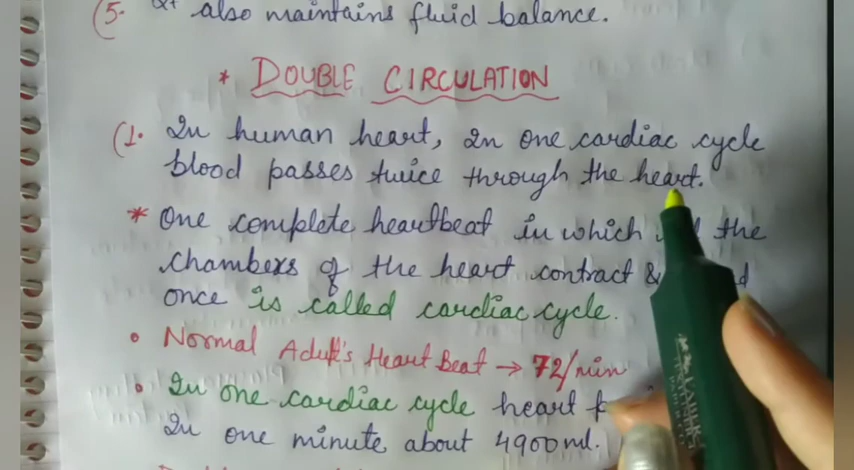 (5. It also maintains fluid balance.
* DOUBLE CIRCULATION
(1. In human heart, In one cardiac cycle
blood passes twice through the heart.
* One complete heartbeat in which the
chambers of the heart contract &
once is called cardiac cycle.
• Normal Adult's Heart Beat → 72/min
• In one cardiac cycle heart
In one minute about 4900ml.